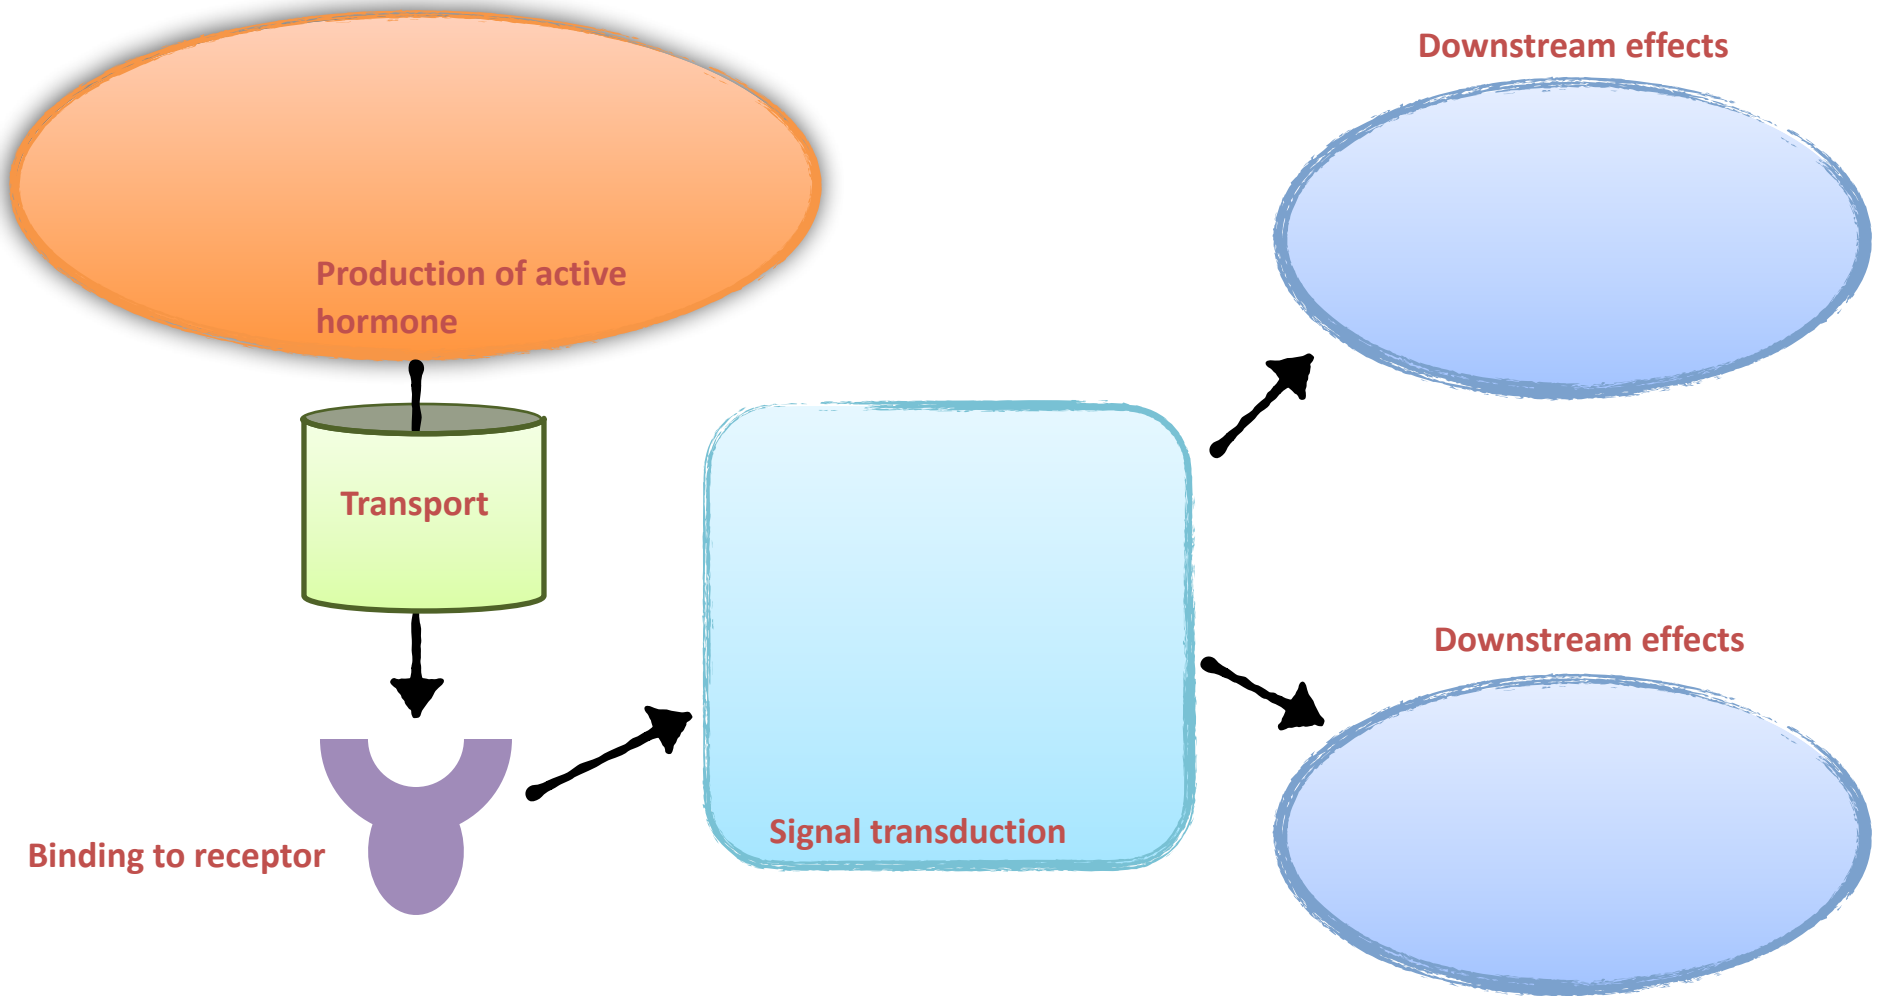 Downstream effects
Production of active
hormone
Transport
Downstream effects
Signal transduction
Binding to receptor